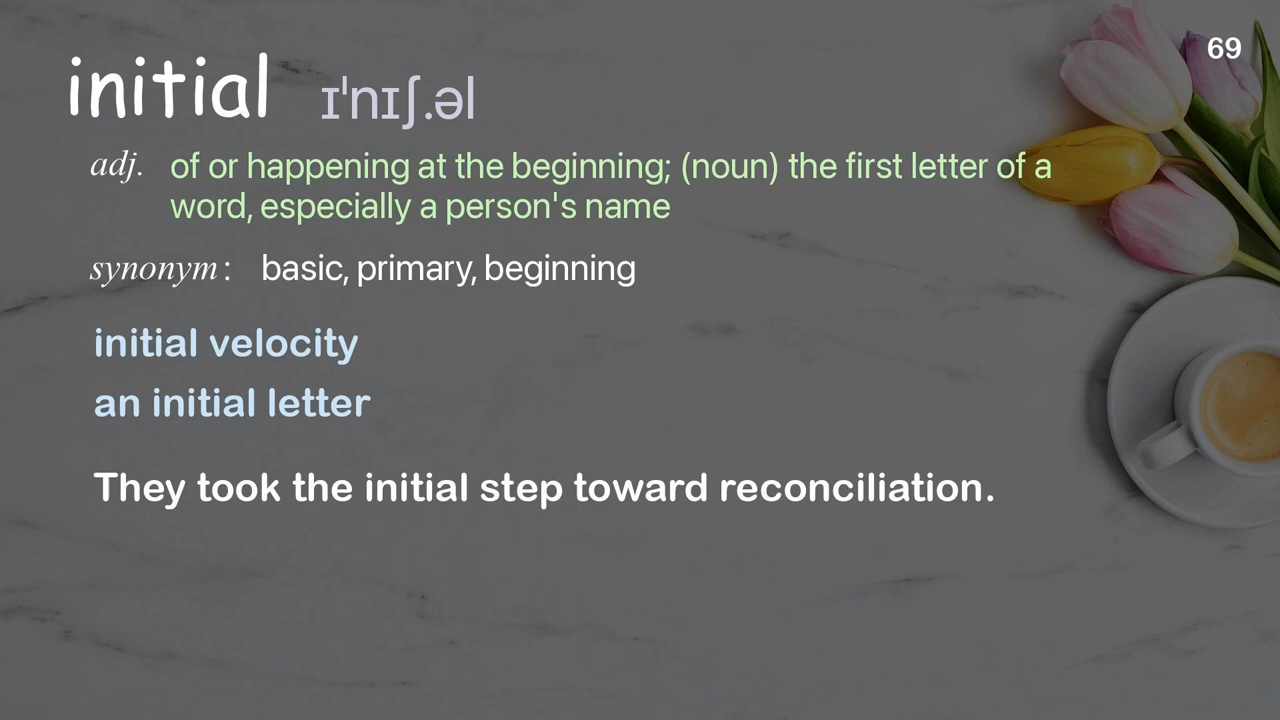 69
initial ɪˈnɪʃ.əl
adj. of or happening at the beginning; (noun) the first letter of a
word, especially a person's name
synonym: basic, primary, beginning
initial velocity
an initial letter
They took the initial step toward reconciliation.